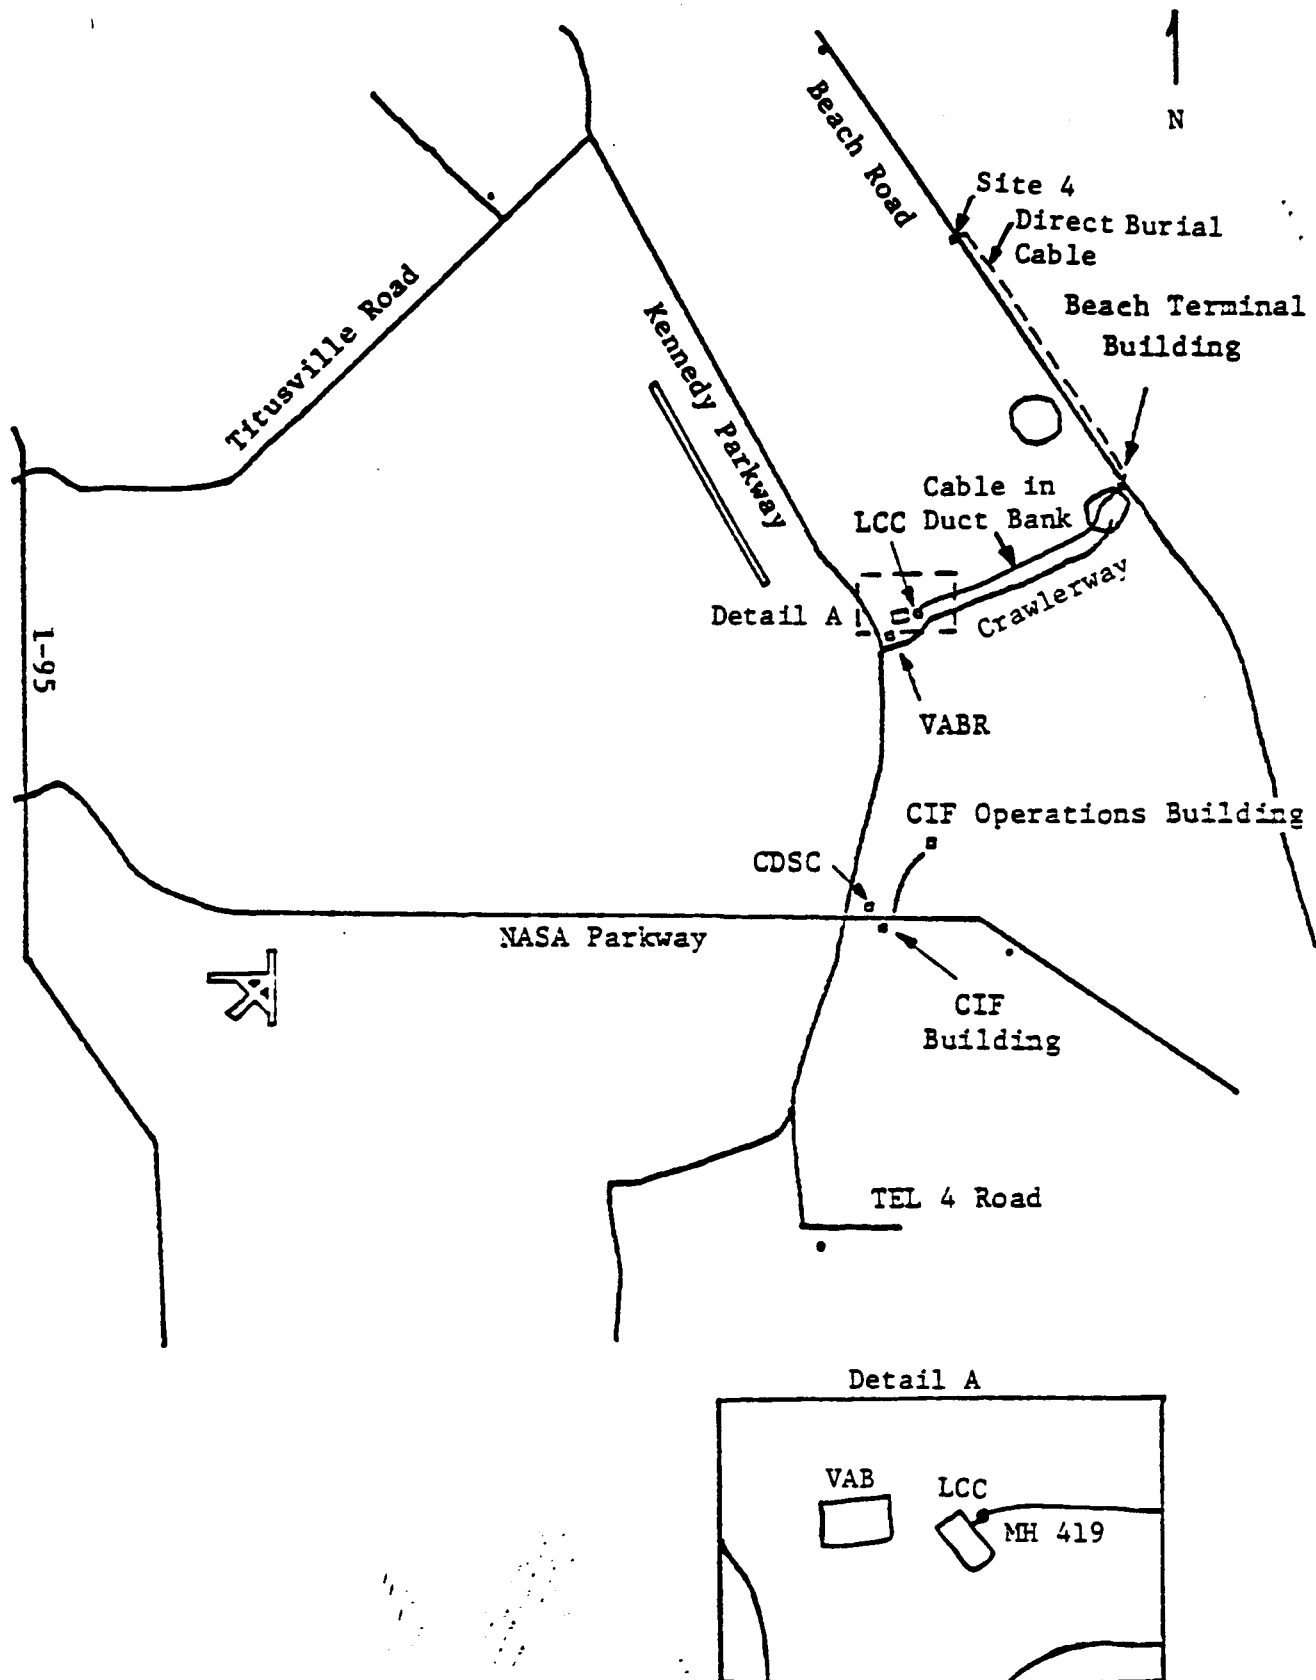 N
Beach Road
Site 4
Direct Burial
Cable
Beach Terminal
Building
Titusville Road
Kennedy Parkway
Cable in
Duct Bank
LCC
Detail A
Crawlerway
I-95
VABR
CIF Operations Building
CDSC
NASA Parkway
CIF
Building
TEL 4 Road
Detail A
VAB
LCC
MH 419